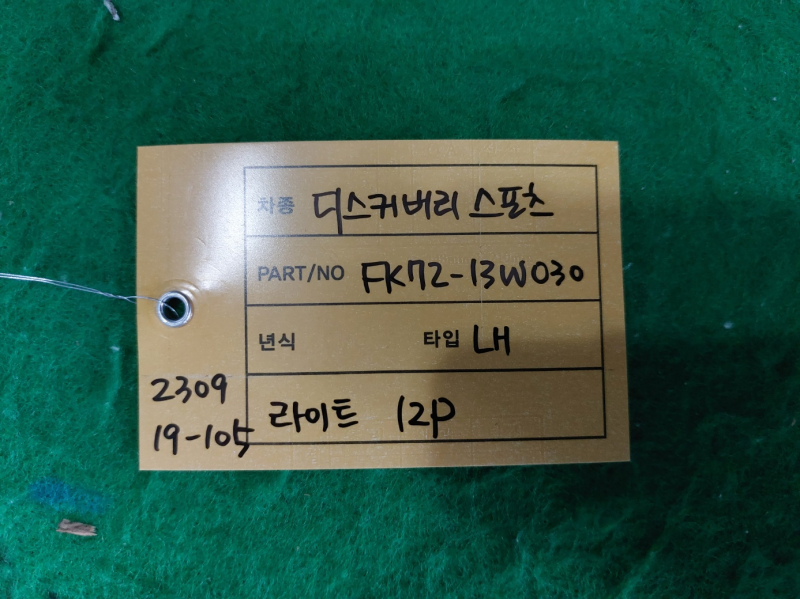 차종 디스커버리 스포츠
PART/NO FK72-13W030
년식 타입 LH
라이트 12P
2309
19-105